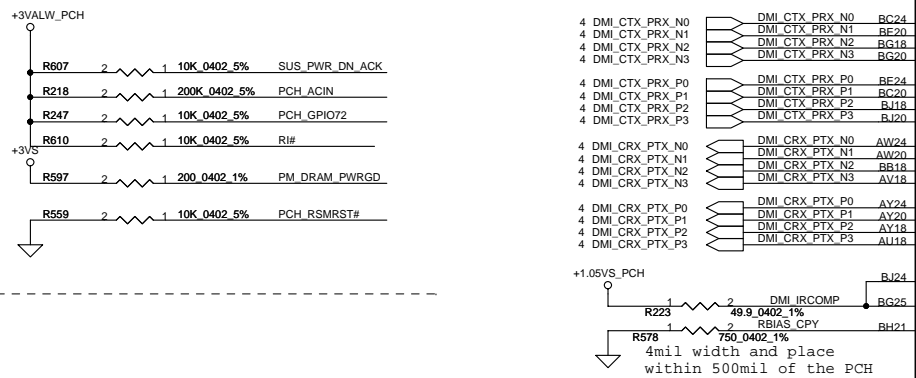 +3VALW_PCH
R607 2 1 10K_0402_5% SUS_PWR_DN_ACK
R218 2 1 200K_0402_5% PCH_ACIN
R247 2 1 10K_0402_5% PCH_GPIO72
R610 2 1 10K_0402_5% RI#
+3VS
R597 2 1 200_0402_1% PM_DRAM_PWRGD
R559 2 1 10K_0402_5% PCH_RSMRST#
4 DMI_CTX_PRX_N0 DMI_CTX_PRX_N0 BC24
4 DMI_CTX_PRX_N1 DMI_CTX_PRX_N1 BE20
4 DMI_CTX_PRX_N2 DMI_CTX_PRX_N2 BG18
4 DMI_CTX_PRX_N3 DMI_CTX_PRX_N3 BG20
4 DMI_CTX_PRX_P0 DMI_CTX_PRX_P0 BE24
4 DMI_CTX_PRX_P1 DMI_CTX_PRX_P1 BC20
4 DMI_CTX_PRX_P2 DMI_CTX_PRX_P2 BJ18
4 DMI_CTX_PRX_P3 DMI_CTX_PRX_P3 BJ20
4 DMI_CRX_PTX_N0 DMI_CRX_PTX_N0 AW24
4 DMI_CRX_PTX_N1 DMI_CRX_PTX_N1 AW20
4 DMI_CRX_PTX_N2 DMI_CRX_PTX_N2 BB18
4 DMI_CRX_PTX_N3 DMI_CRX_PTX_N3 AV18
4 DMI_CRX_PTX_P0 DMI_CRX_PTX_P0 AY24
4 DMI_CRX_PTX_P1 DMI_CRX_PTX_P1 AY20
4 DMI_CRX_PTX_P2 DMI_CRX_PTX_P2 AY18
4 DMI_CRX_PTX_P3 DMI_CRX_PTX_P3 AU18
+1.05VS_PCH
BJ24
1 2 DMI_IRCOMP BG25
R223 49.9_0402_1%
1 2 RBIAS_CPY BH21
R578 750_0402_1%
4mil width and place
within 500mil of the PCH